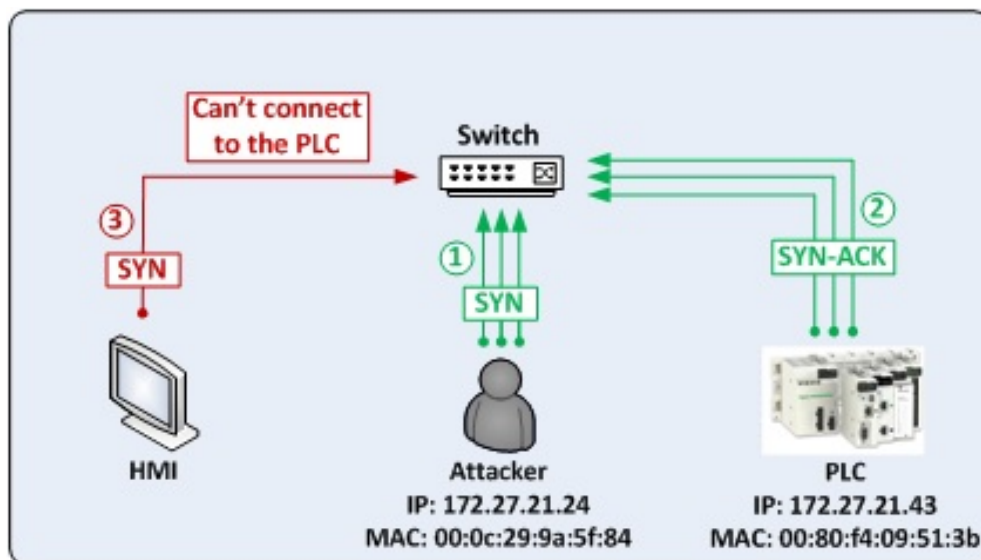 Can't connect
to the PLC
Switch
3
SYN
1
SYN
2
SYN-ACK
HMI
Attacker
IP: 172.27.21.24
MAC: 00:0c:29:9a:5f:84
PLC
IP: 172.27.21.43
MAC: 00:80:f4:09:51:3b